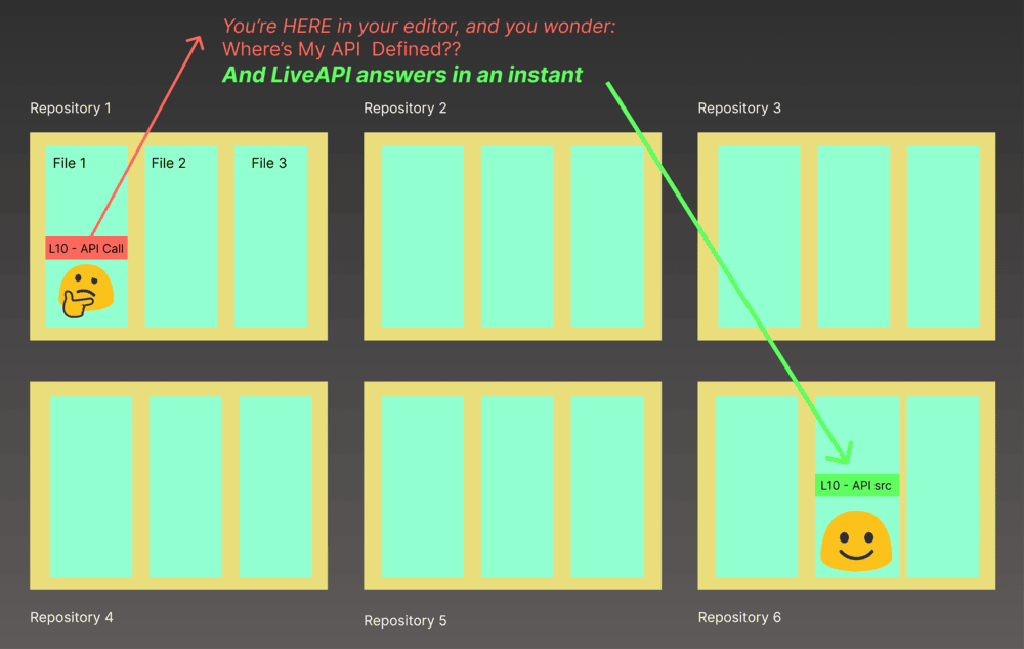 You're HERE in your editor, and you wonder:
Where's My API Defined??
And LiveAPI answers in an instant
Repository 1
Repository 2
Repository 3
File 1
File 2
File 3
L10 - API Call
L10 - API src
Repository 4
Repository 5
Repository 6